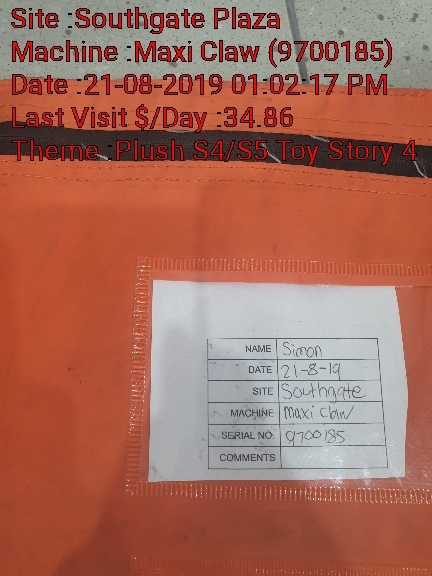 Site :Southgate Plaza
Machine :Maxi Claw (9700185)
Date :21-08-2019 01:02:17 PM
Last Visit $/Day :34.86
Theme :Plush S4/S5 Toy Story 4
NAME Simon
DATE 21-8-19
SITE Southgate
MACHINE Maxi Claw
SERIAL NO. 9700185
COMMENTS